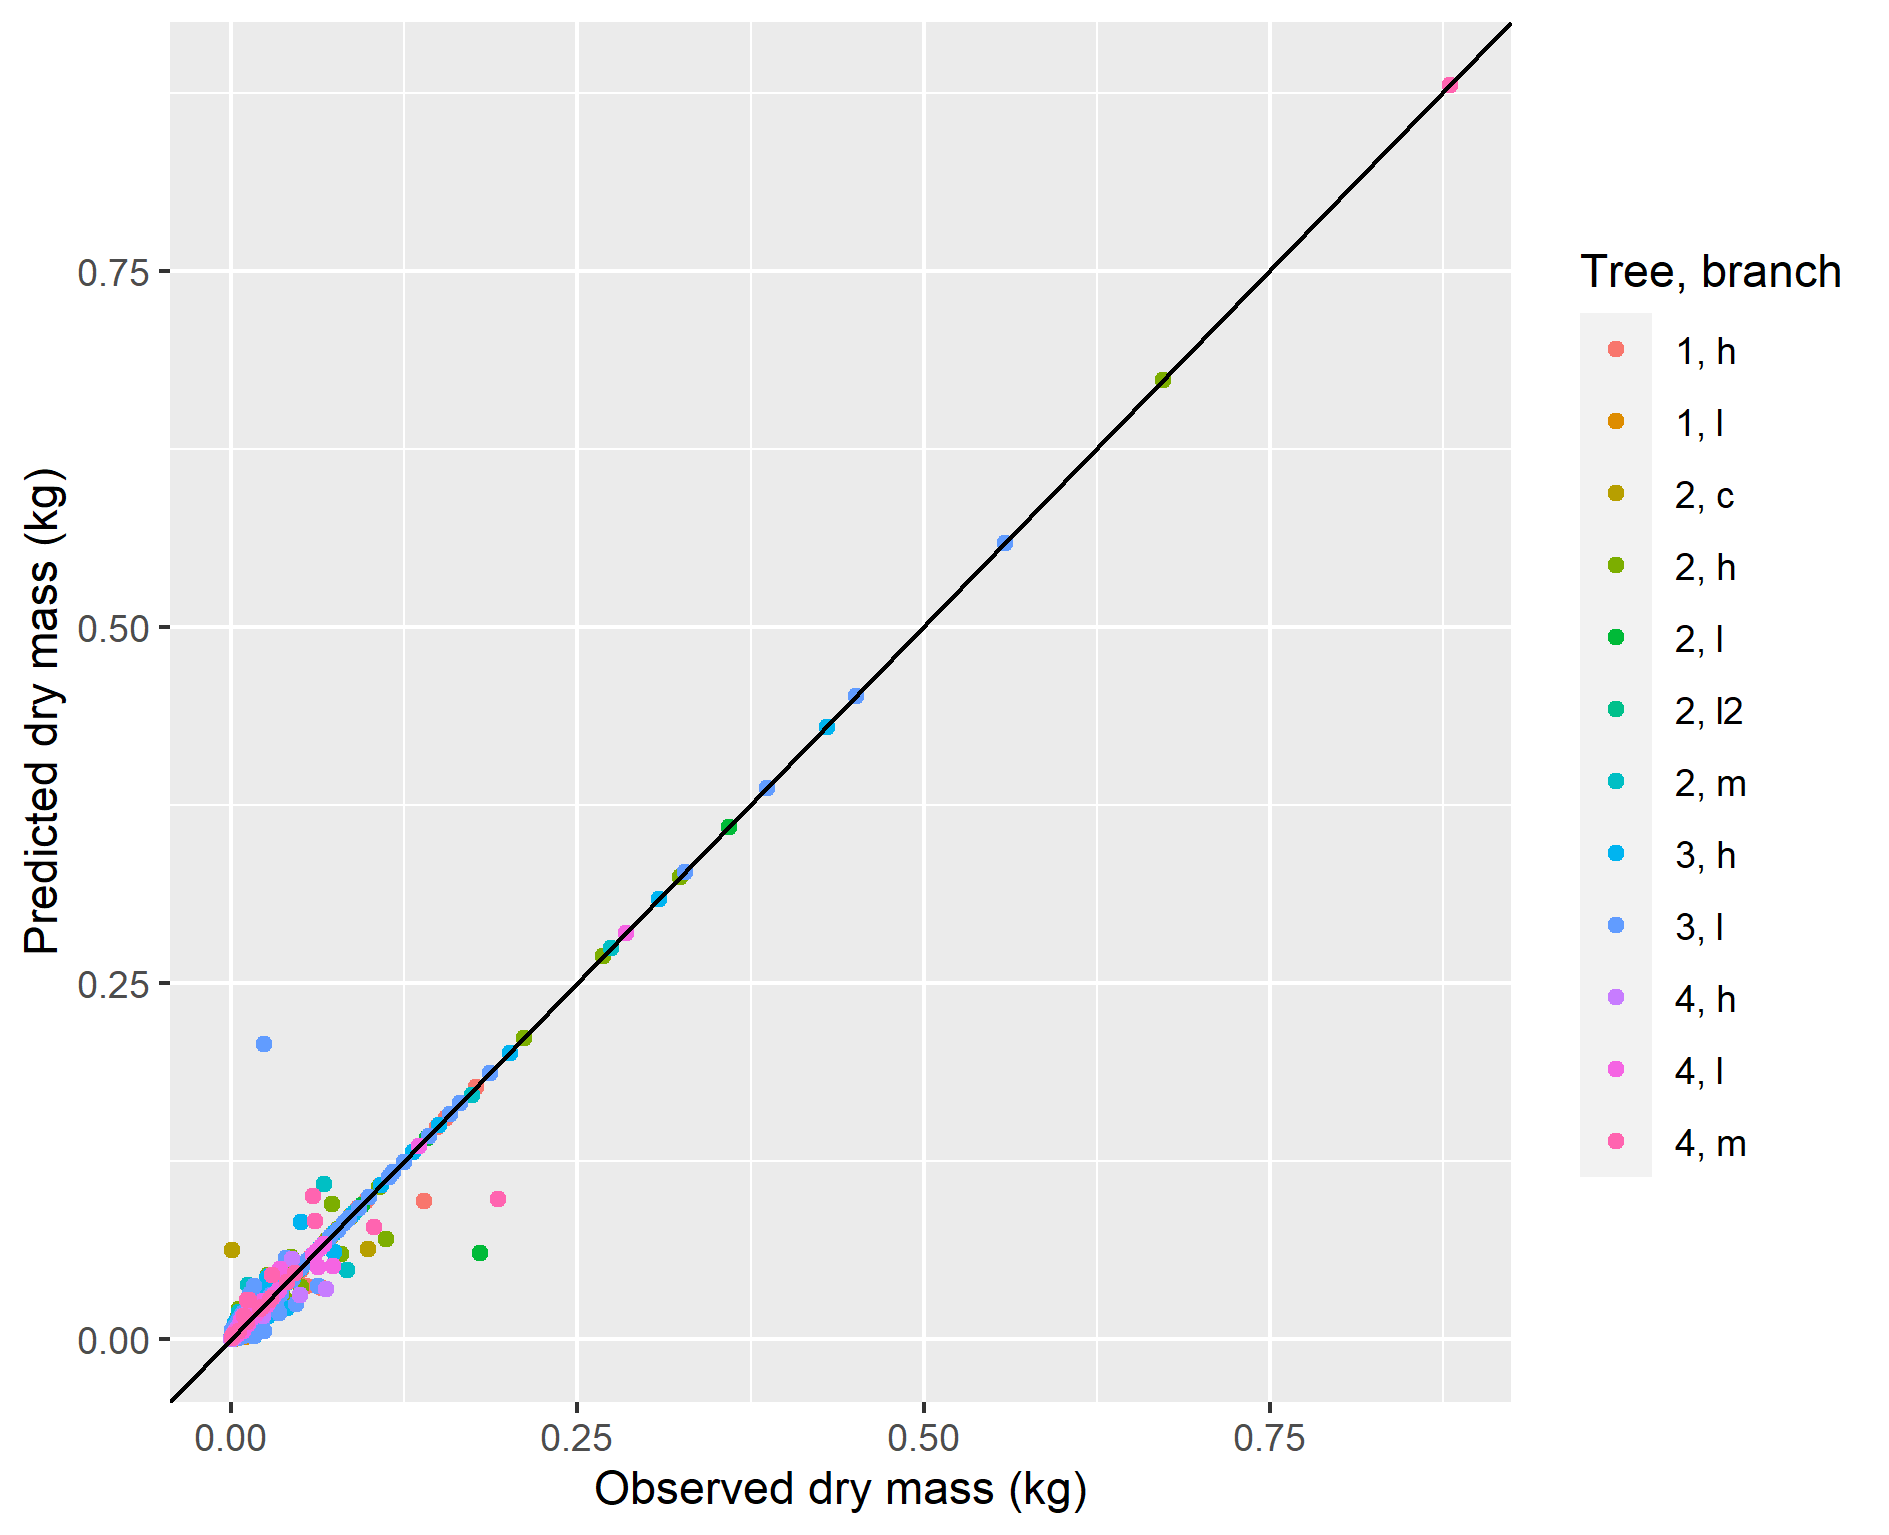 Predicted dry mass (kg)
0.75
0.50
0.25
0.00
0.00 0.25 0.50 0.75
Observed dry mass (kg)
Tree, branch
1, h
1, l
2, c
2, h
2, l
2, l2
2, m
3, h
3, l
4, h
4, l
4, m